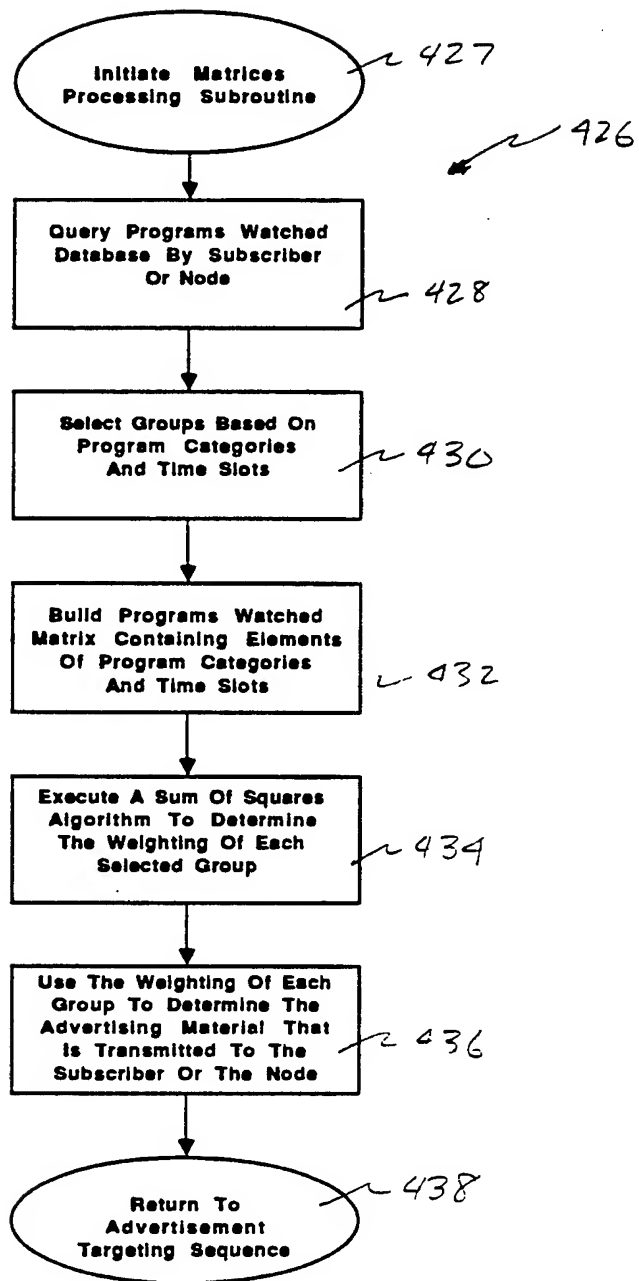 Initiate Matrices
Processing Subroutine
427
426
Query Programs Watched
Database By Subscriber
Or Node
428
Select Groups Based On
Program Categories
And Time Slots
430
Build Programs Watched
Matrix Containing Elements
Of Program Categories
And Time Slots
432
Execute A Sum Of Squares
Algorithm To Determine
The Weighting Of Each
Selected Group
434
Use The Weighting Of Each
Group To Determine The
Advertising Material That
Is Transmitted To The
Subscriber Or The Node
436
Return To
Advertisement
Targeting Sequence
438